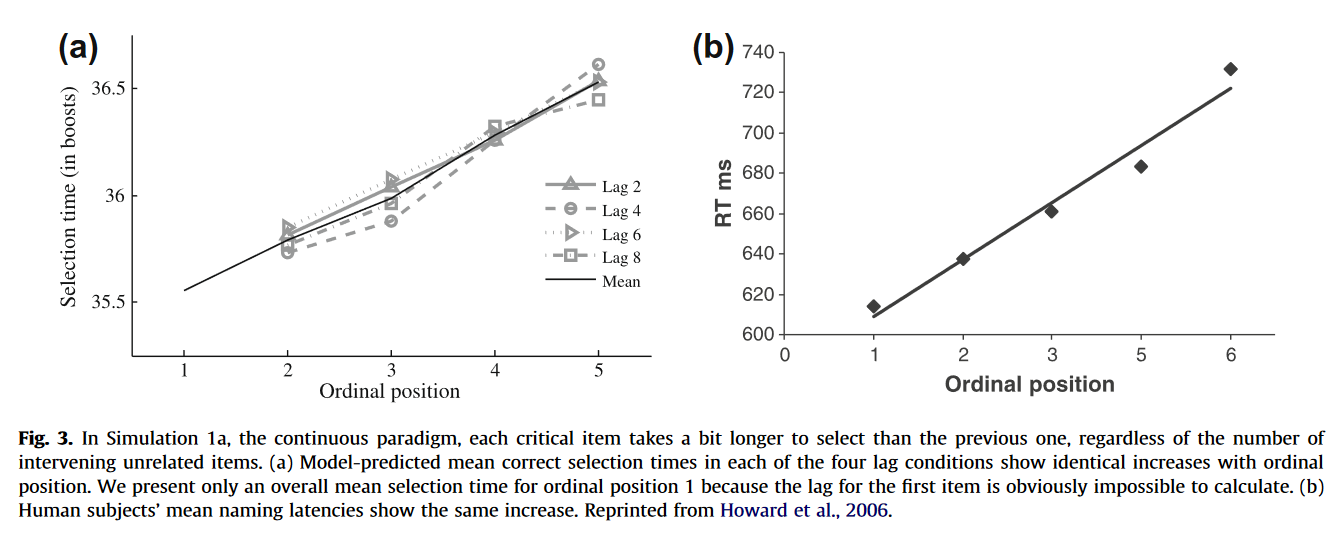 (a)
Selection time (in boosts)
36.5
36
35.5
1 2 3 4 5
Ordinal position
Lag 2
Lag 4
Lag 6
Lag 8
Mean
(b)
RT ms
740
720
700
680
660
640
620
600
0 1 2 3 5 6
Ordinal position
Fig. 3. In Simulation 1a, the continuous paradigm, each critical item takes a bit longer to select than the previous one, regardless of the number of
intervening unrelated items. (a) Model-predicted mean correct selection times in each of the four lag conditions show identical increases with ordinal
position. We present only an overall mean selection time for ordinal position 1 because the lag for the first item is obviously impossible to calculate. (b)
Human subjects’ mean naming latencies show the same increase. Reprinted from Howard et al., 2006.